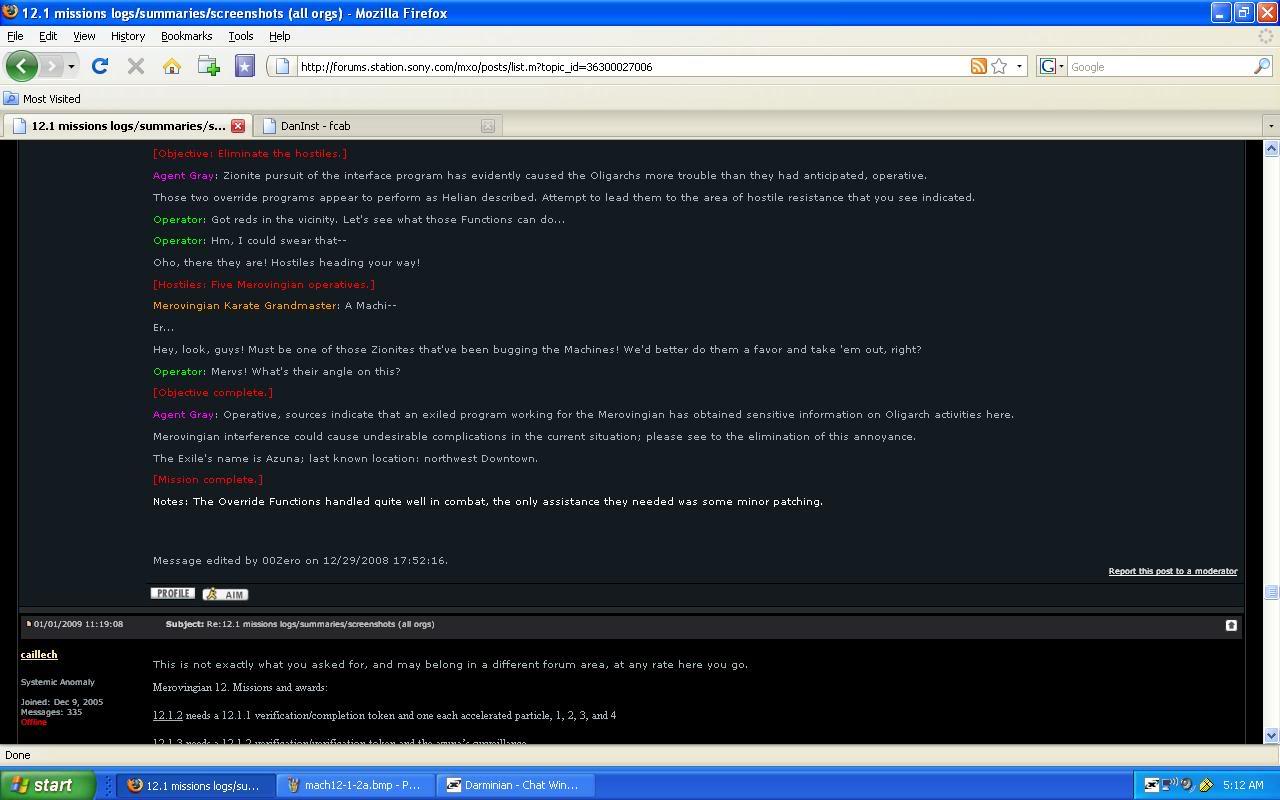 12.1 missions logs/summaries/screenshots (all orgs) - Mozilla Firefox
File Edit View History Bookmarks Tools Help
http://forums.station.sony.com/mxo/posts/list.m?topic_id=36300027006
G Google
Most Visited
12.1 missions logs/summaries/s...
DanInst - fcab
[Objective: Eliminate the hostiles.]
Agent Gray: Zionite pursuit of the interface program has evidently caused the Oligarchs more trouble than they had anticipated, operative.
Those two override programs appear to perform as Helian described. Attempt to lead them to the area of hostile resistance that you see indicated.
Operator: Got reds in the vicinity. Let's see what those Functions can do...
Operator: Hm, I could swear that--
Oho, there they are! Hostiles heading your way!
[Hostiles: Five Merovingian operatives.]
Merovingian Karate Grandmaster: A Machi--
Er...
Hey, look, guys! Must be one of those Zionites that've been bugging the Machines! We'd better do them a favor and take 'em out, right?
Operator: Mervs! What's their angle on this?
[Objective complete.]
Agent Gray: Operative, sources indicate that an exiled program working for the Merovingian has obtained sensitive information on Oligarch activities here.
Merovingian interference could cause undesirable complications in the current situation; please see to the elimination of this annoyance.
The Exile's name is Azuna; last known location: northwest Downtown.
[Mission complete.]
Notes: The Override Functions handled quite well in combat, the only assistance they needed was some minor patching.
Message edited by 00Zero on 12/29/2008 17:52:16.
Report this post to a moderator
PROFILE AIM
01/01/2009 11:19:08 Subject: Re:12.1 missions logs/summaries/screenshots (all orgs)
caillech
Systemic Anomaly
Joined: Dec 9, 2005
Messages: 335
Offline
This is not exactly what you asked for, and may belong in a different forum area, at any rate here you go.
Merovingian 12. Missions and awards:
12.1.2 needs a 12.1.1 verification/completion token and one each accelerated particle, 1, 2, 3, and 4
12.1.3 needs a 12.1.2 verification/verification token and the azuna's surveillance
Done
start
12.1 missions logs/su...
mach12-1-2a.bmp - P...
Darminian - Chat Win...
5:12 AM